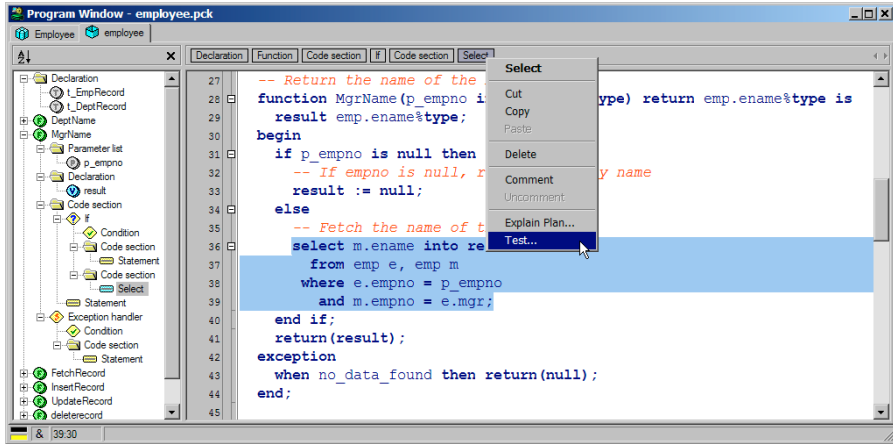 Program Window - employee.pck
Employee employee
Declaration Function Code section If Code section Select
Declaration
t_EmpRecord
t_DeptRecord
DeptName
MgrName
Parameter list
p_empno
Declaration
result
Code section
If
Condition
Code section
Statement
Code section
Select
Statement
Exception handler
Condition
Code section
Statement
FetchRecord
InsertRecord
UpdateRecord
deleterecord
27 -- Return the name of the
28 function MgrName(p_empno i ype) return emp.ename%type is
29 result emp.ename%type;
30 begin
31 if p_empno is null then
32 -- If empno is null, r y name
33 result := null;
34 else
35 -- Fetch the name of t
36 select m.ename into re
37 from emp e, emp m
38 where e.empno = p_empno
39 and m.empno = e.mgr;
40 end if;
41 return(result);
42 exception
43 when no_data_found then return(null);
44 end;
45
Select
Cut
Copy
Paste
Delete
Comment
Uncomment
Explain Plan...
Test...
& 39:30